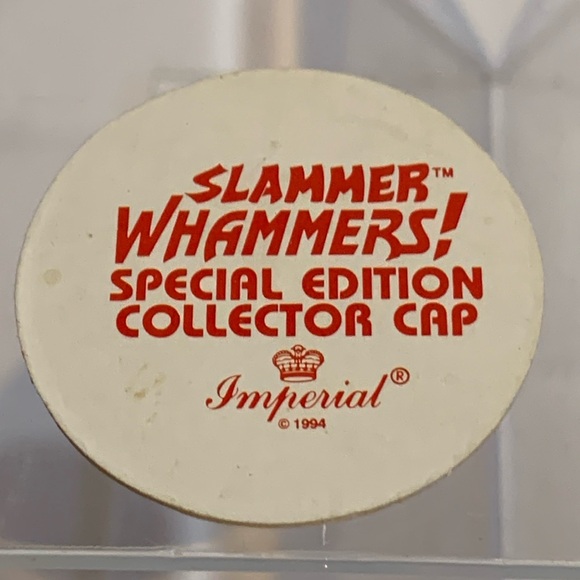 SLAMMER™
WHAMMERS!
SPECIAL EDITION
COLLECTOR CAP
Imperial®
© 1994